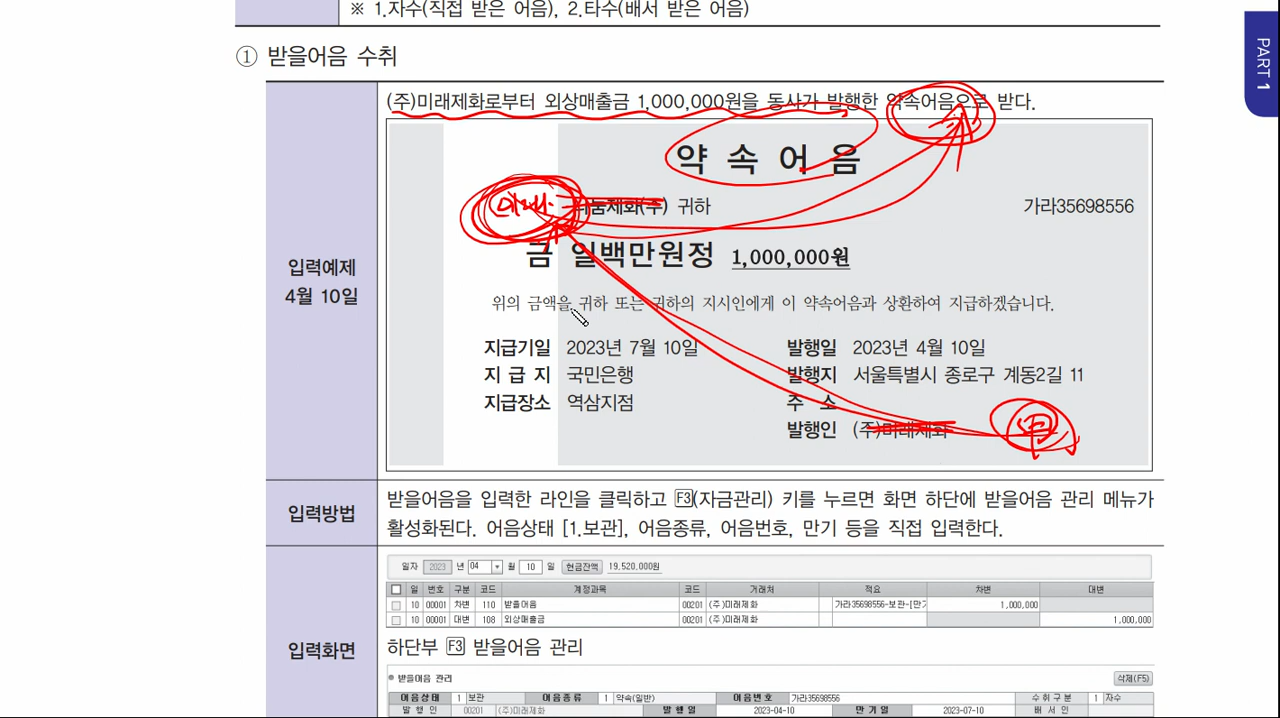 ※ 1.자수(직접 받은 어음), 2.타수(배서 받은 어음)
PART 1
① 받을어음 수취
(주)미래제화로부터 외상매출금 1,000,000원을 동사가 발행한 약속어음으로 받다.
약 속 어 음
미래
나눔제화(주) 귀하
가라35698556
금 일백만원정 1,000,000원
위의 금액을 귀하 또는 귀하의 지시인에게 이 약속어음과 상환하여 지급하겠습니다.
입력예제
4월 10일
지급기일 2023년 7월 10일 발행일 2023년 4월 10일
지 급 지 국민은행 발행지 서울특별시 종로구 계동2길 11
지급장소 역삼지점 주 소
발행인 (주)미래제화
입력방법
받을어음을 입력한 라인을 클릭하고 F3(자금관리) 키를 누르면 화면 하단에 받을어음 관리 메뉴가
활성화된다. 어음상태 [1.보관], 어음종류, 어음번호, 만기 등을 직접 입력한다.
입력화면
일자 2023 년 04 월 10 일 현금잔액 19,520,000원
일 번호 구분 코드 계정과목 코드 거래처 적요 차변 대변
10 00001 차변 110 받을어음 00201 (주)미래제화 가라35698556-보관-[만기 1,000,000
10 00001 대변 108 외상매출금 00201 (주)미래제화 1,000,000
하단부 F3 받을어음 관리
받을어음 관리 삭제(F5)
어음상태 1 보관 어음종류 1 약속(일반) 어음번호 가라35698556 수취구분 1 자수
발행인 00201 (주)미래제화 발행일 2023-04-10 만기일 2023-07-10 배서인